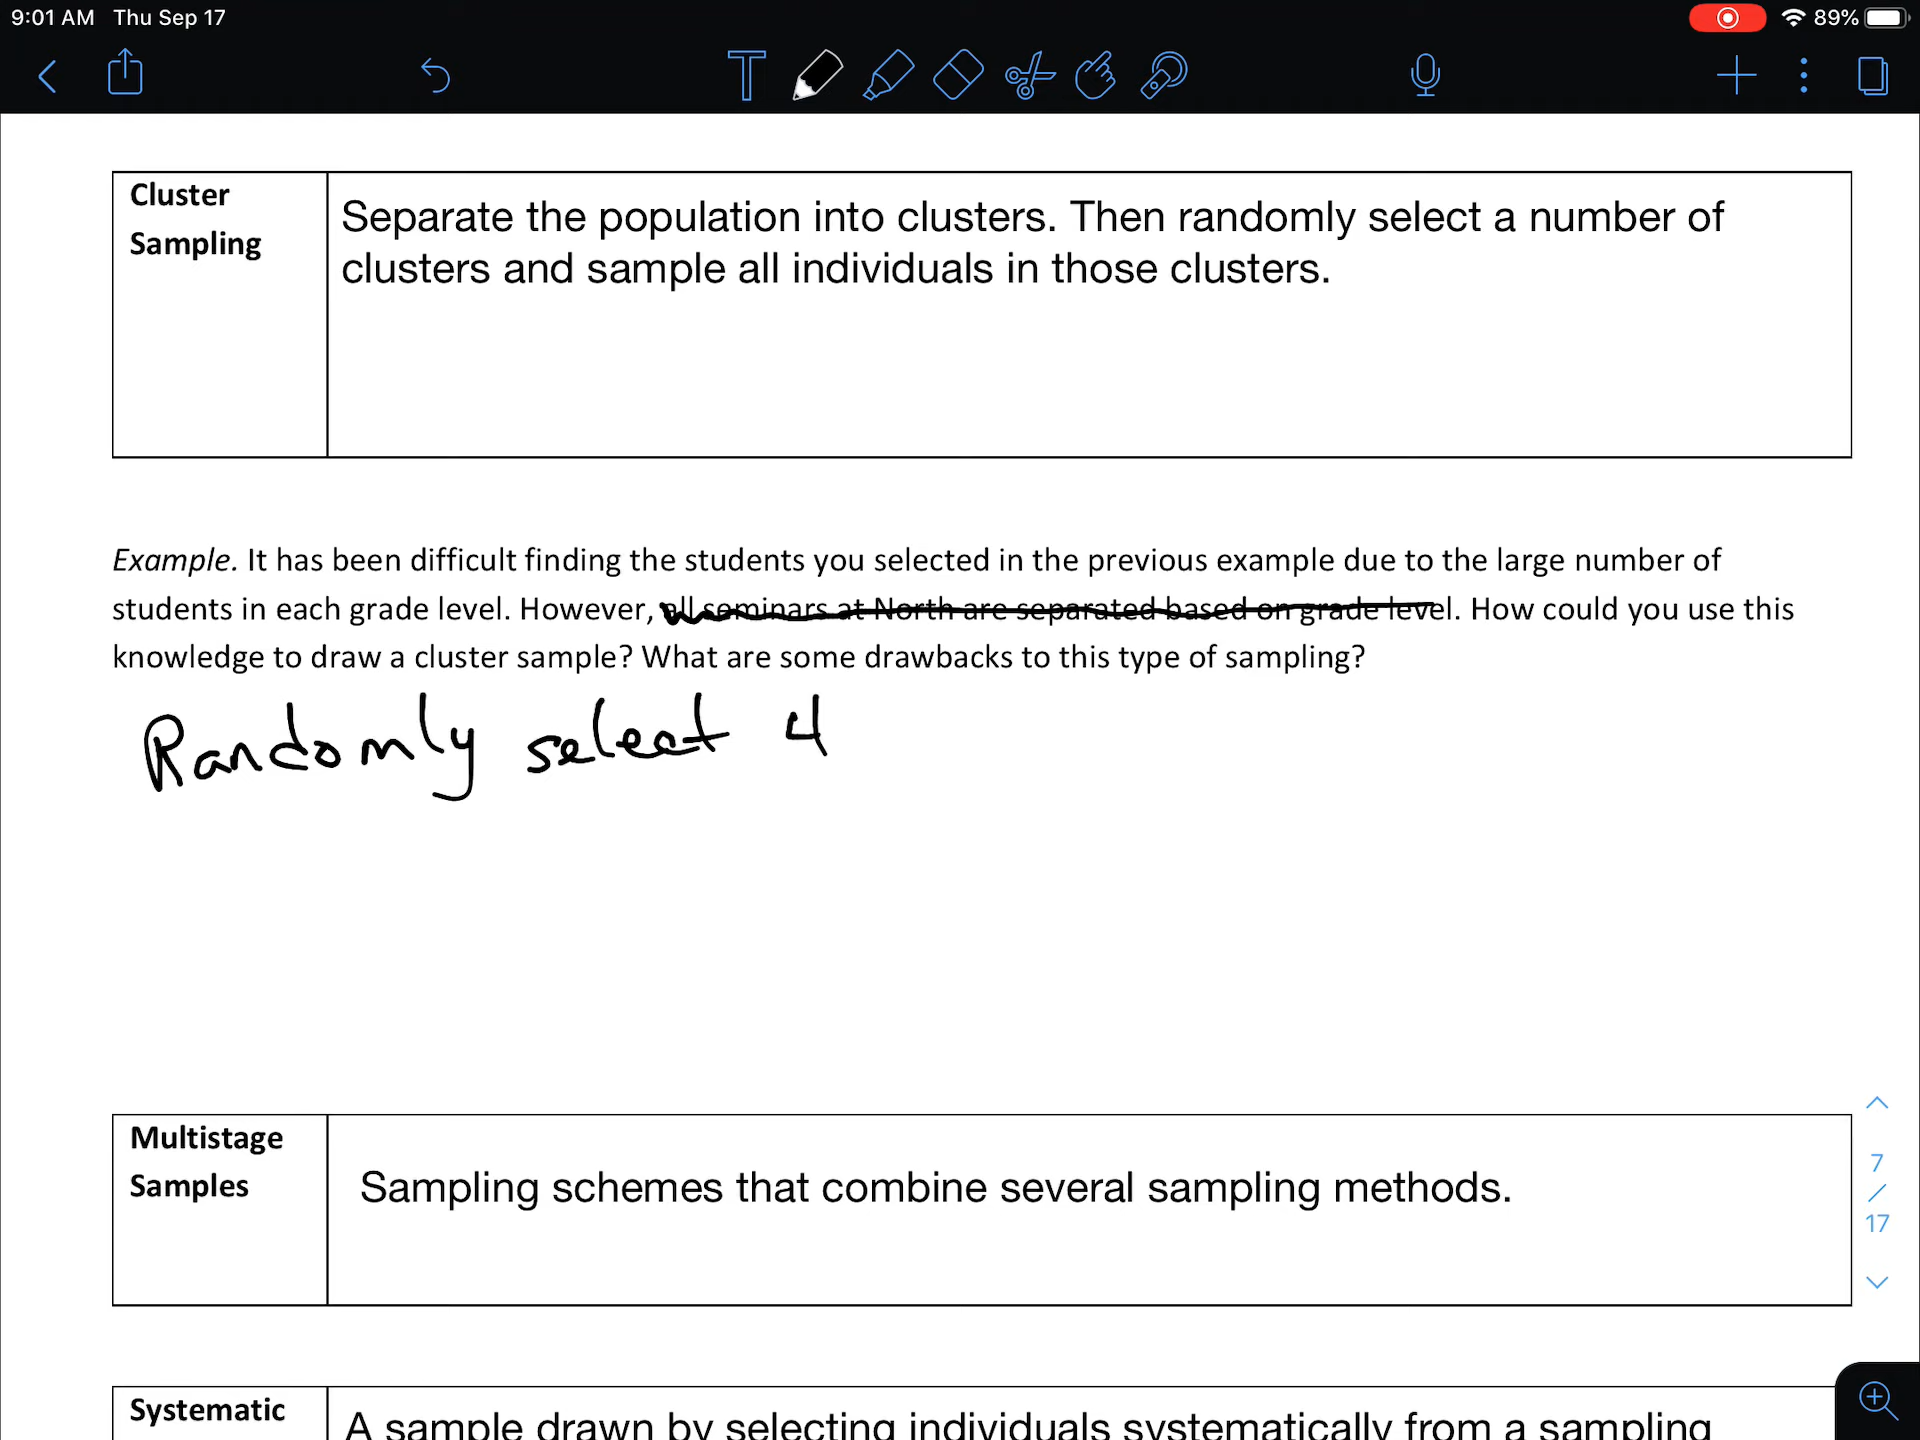 9:01 AM Thu Sep 17
89%
Cluster
Sampling
Separate the population into clusters. Then randomly select a number of
clusters and sample all individuals in those clusters.
Example. It has been difficult finding the students you selected in the previous example due to the large number of
students in each grade level. However, all seminars at North are separated based on grade level. How could you use this
knowledge to draw a cluster sample? What are some drawbacks to this type of sampling?
Randomly select 4
Multistage
Samples
Sampling schemes that combine several sampling methods.
7
/
17
Systematic
A sample drawn by selecting individuals systematically from a sampling